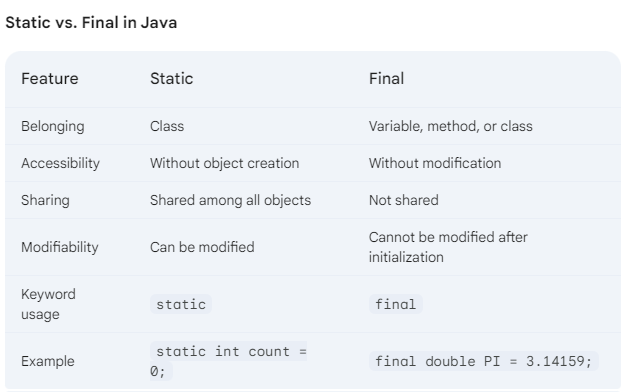 Static vs. Final in Java
Feature Static Final
Belonging Class Variable, method, or class
Accessibility Without object creation Without modification
Sharing Shared among all objects Not shared
Modifiability Can be modified Cannot be modified after
initialization
Keyword
usage static final
Example static int count =
0; final double PI = 3.14159;